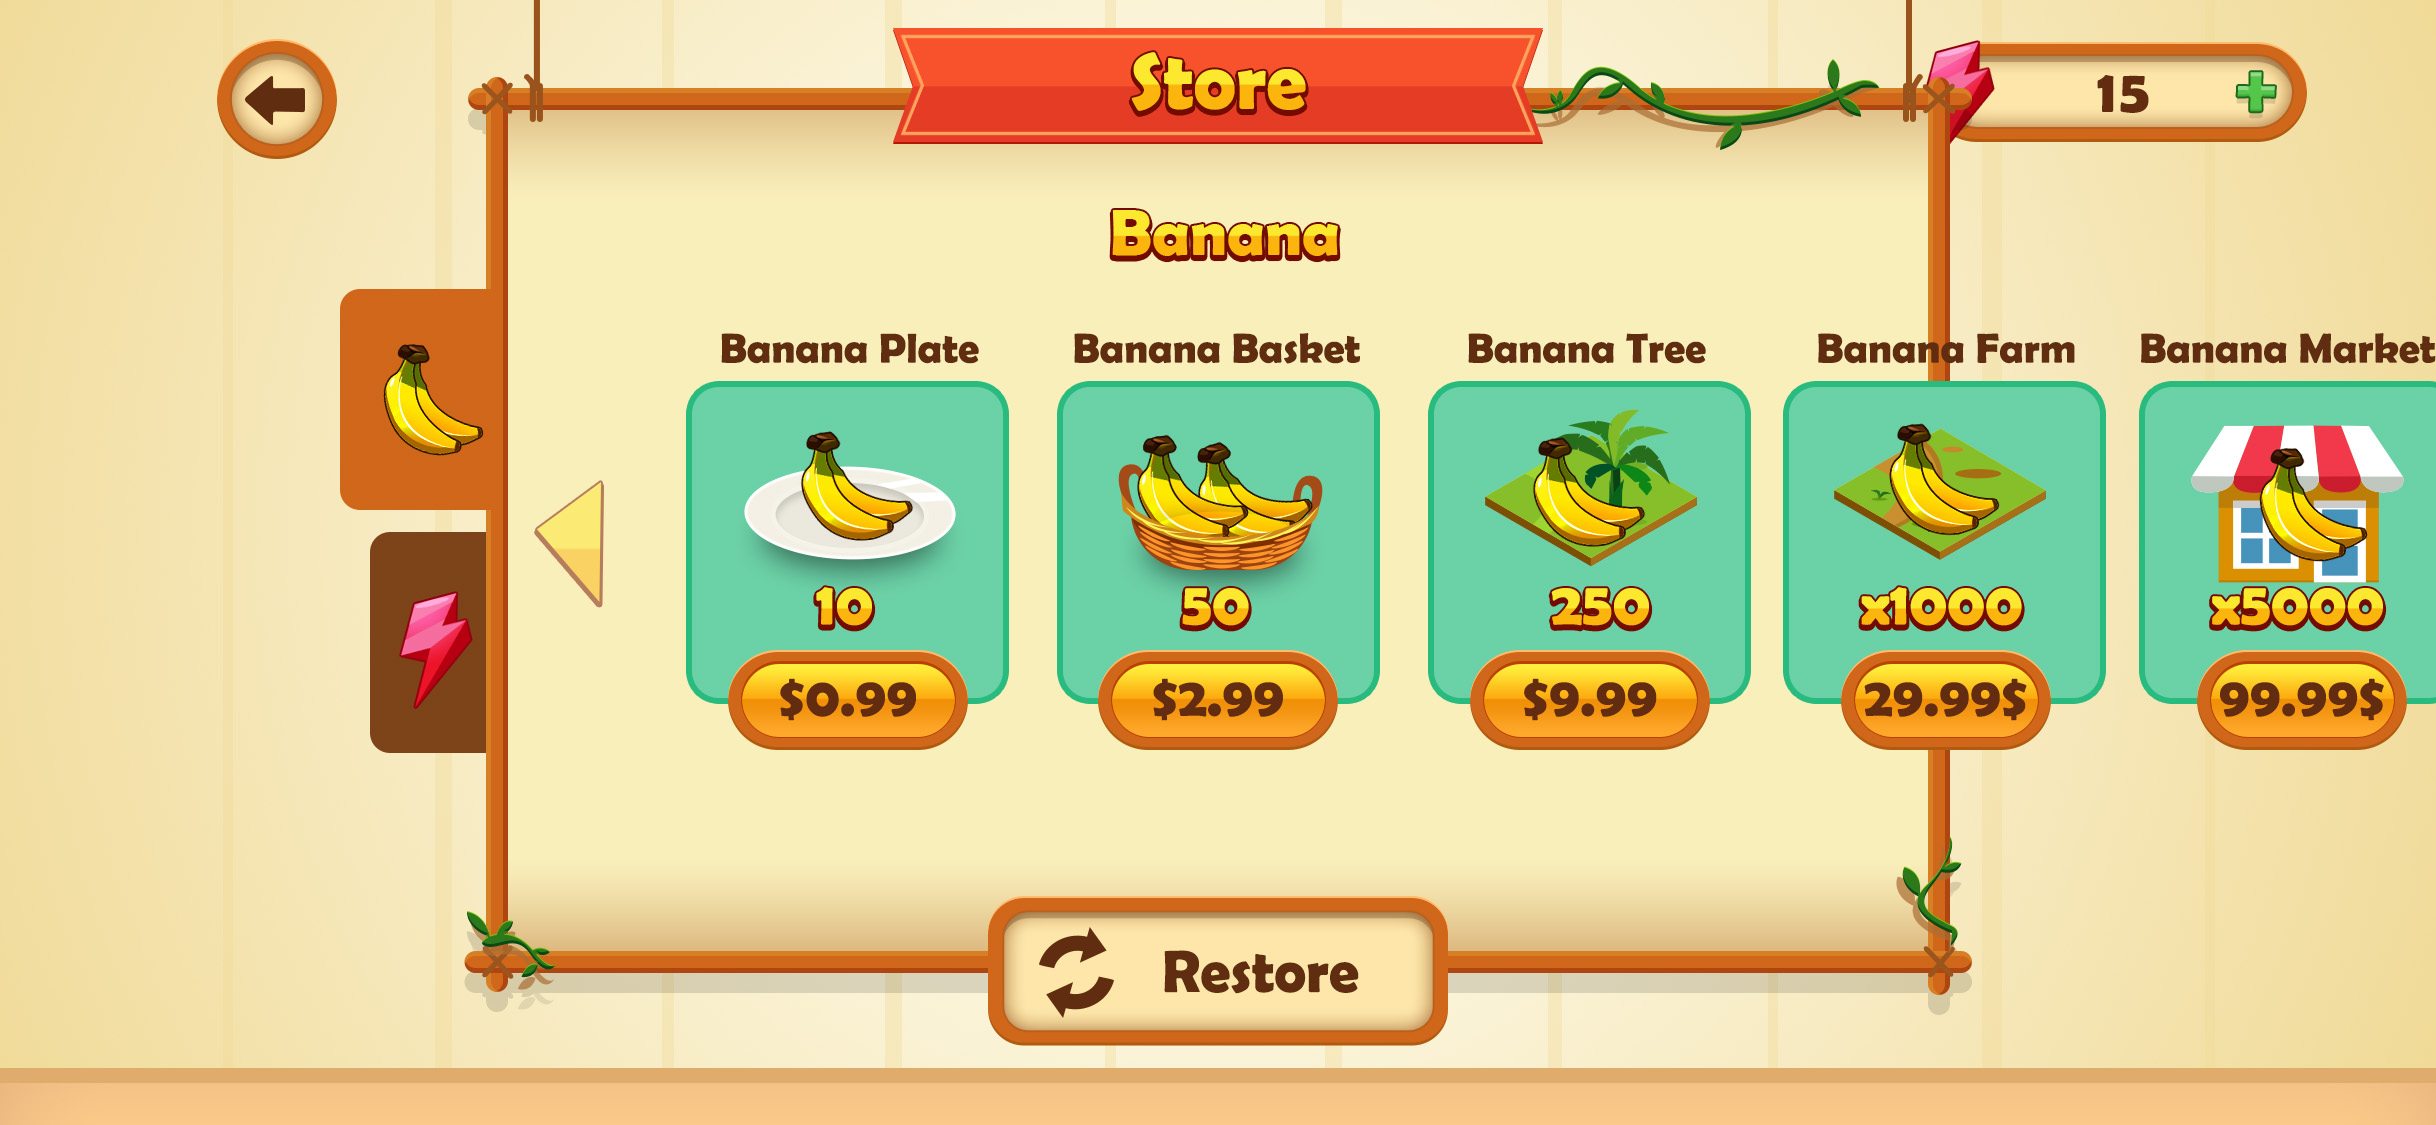 Store
15
Banana
Banana Plate
Banana Basket
Banana Tree
Banana Farm
Banana Market
10
50
250
x1000
x5000
$0.99
$2.99
$9.99
29.99$
99.99$
Restore